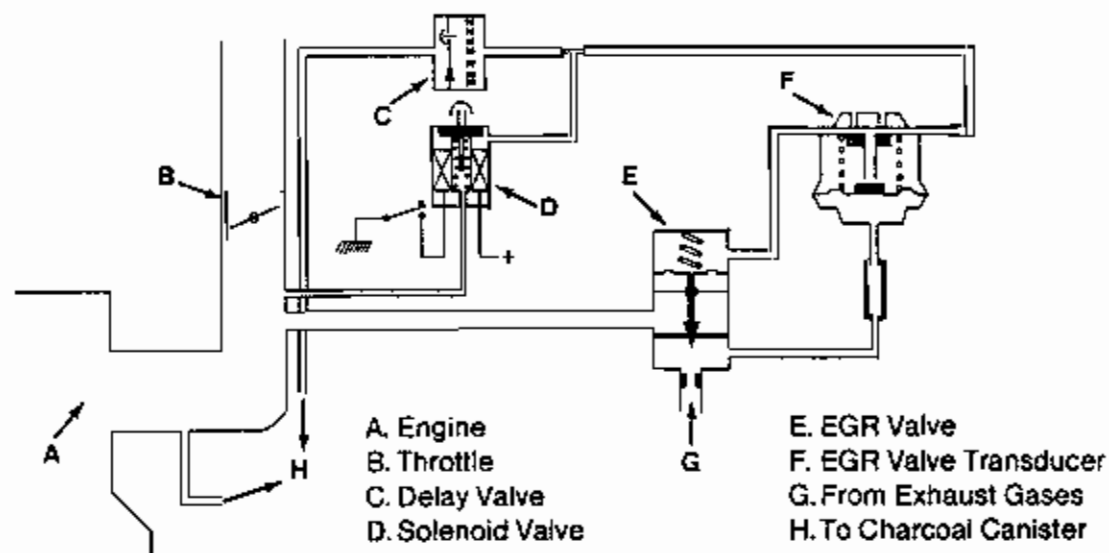 C
F
B
E
D
+
A
H
G
A. Engine
B. Throttle
C. Delay Valve
D. Solenoid Valve
E. EGR Valve
F. EGR Valve Transducer
G. From Exhaust Gases
H. To Charcoal Canister